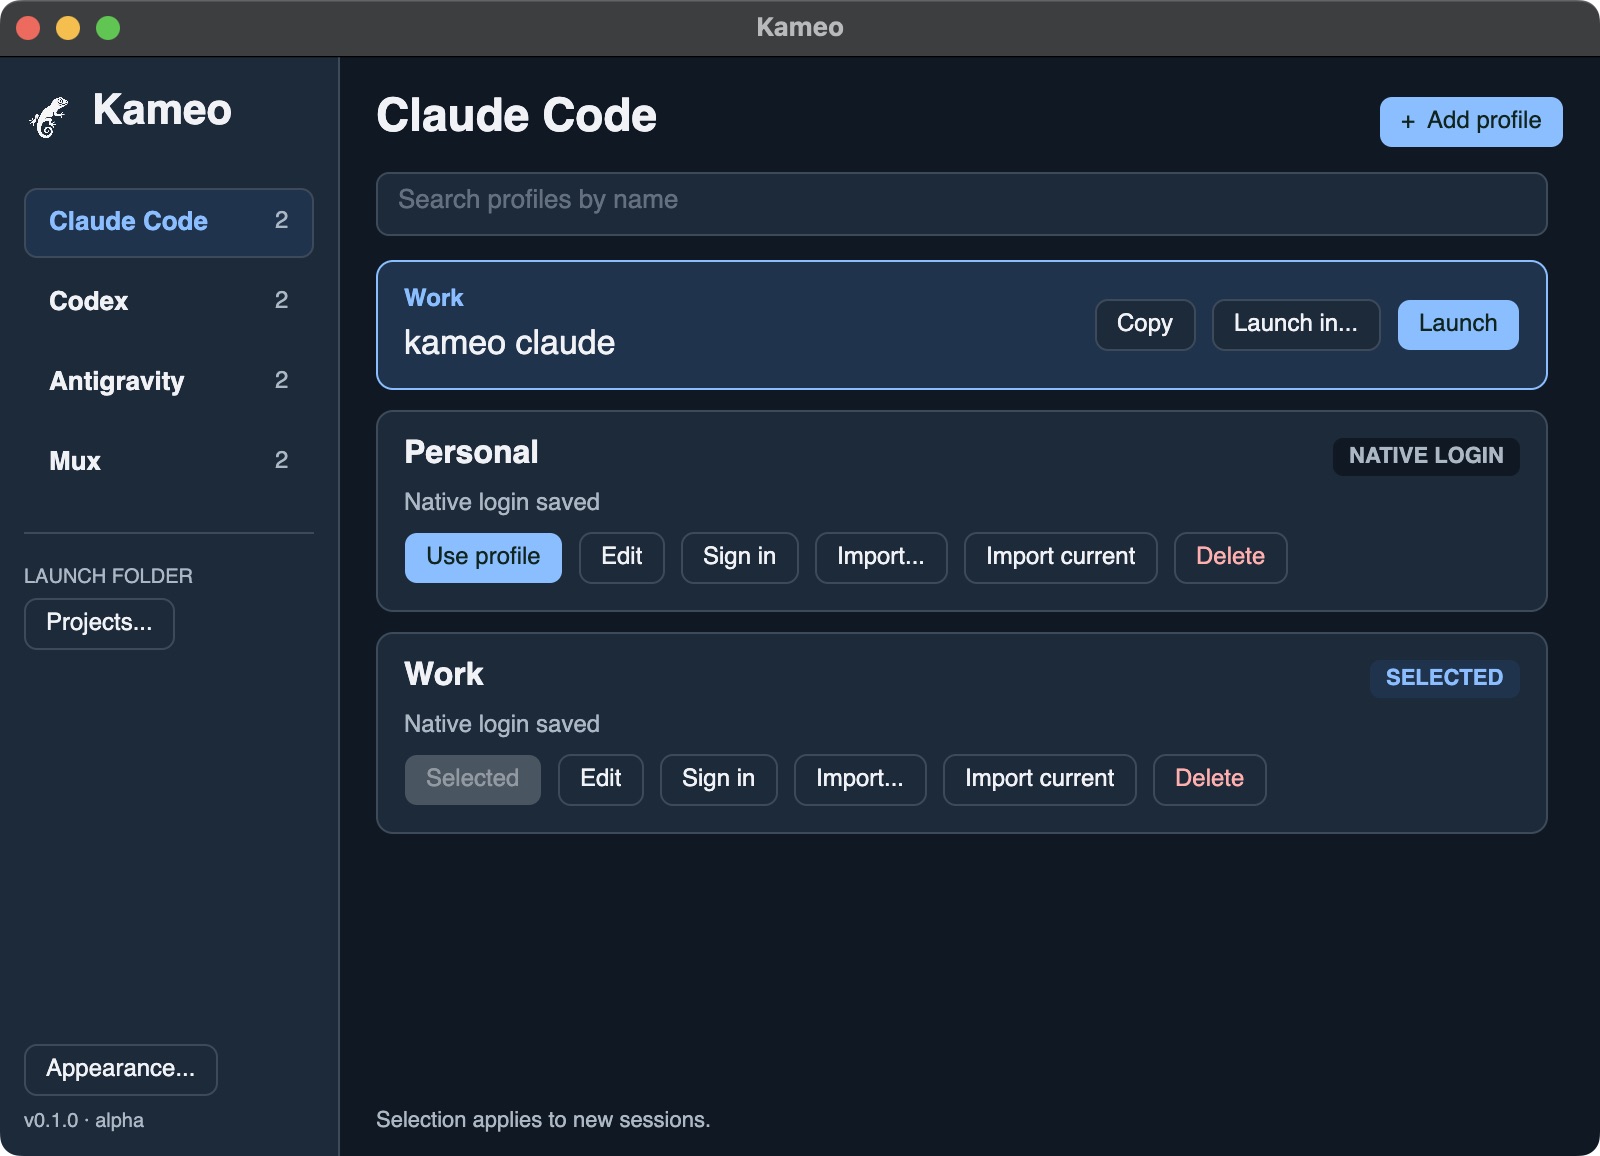 Kameo
Kameo
Claude Code 2
Codex 2
Antigravity 2
Mux 2
LAUNCH FOLDER
Projects...
Appearance...
v0.1.0 · alpha
Claude Code
+ Add profile
Search profiles by name
Work
kameo claude
Copy Launch in... Launch
Personal
NATIVE LOGIN
Native login saved
Use profile Edit Sign in Import... Import current Delete
Work
SELECTED
Native login saved
Selected Edit Sign in Import... Import current Delete
Selection applies to new sessions.